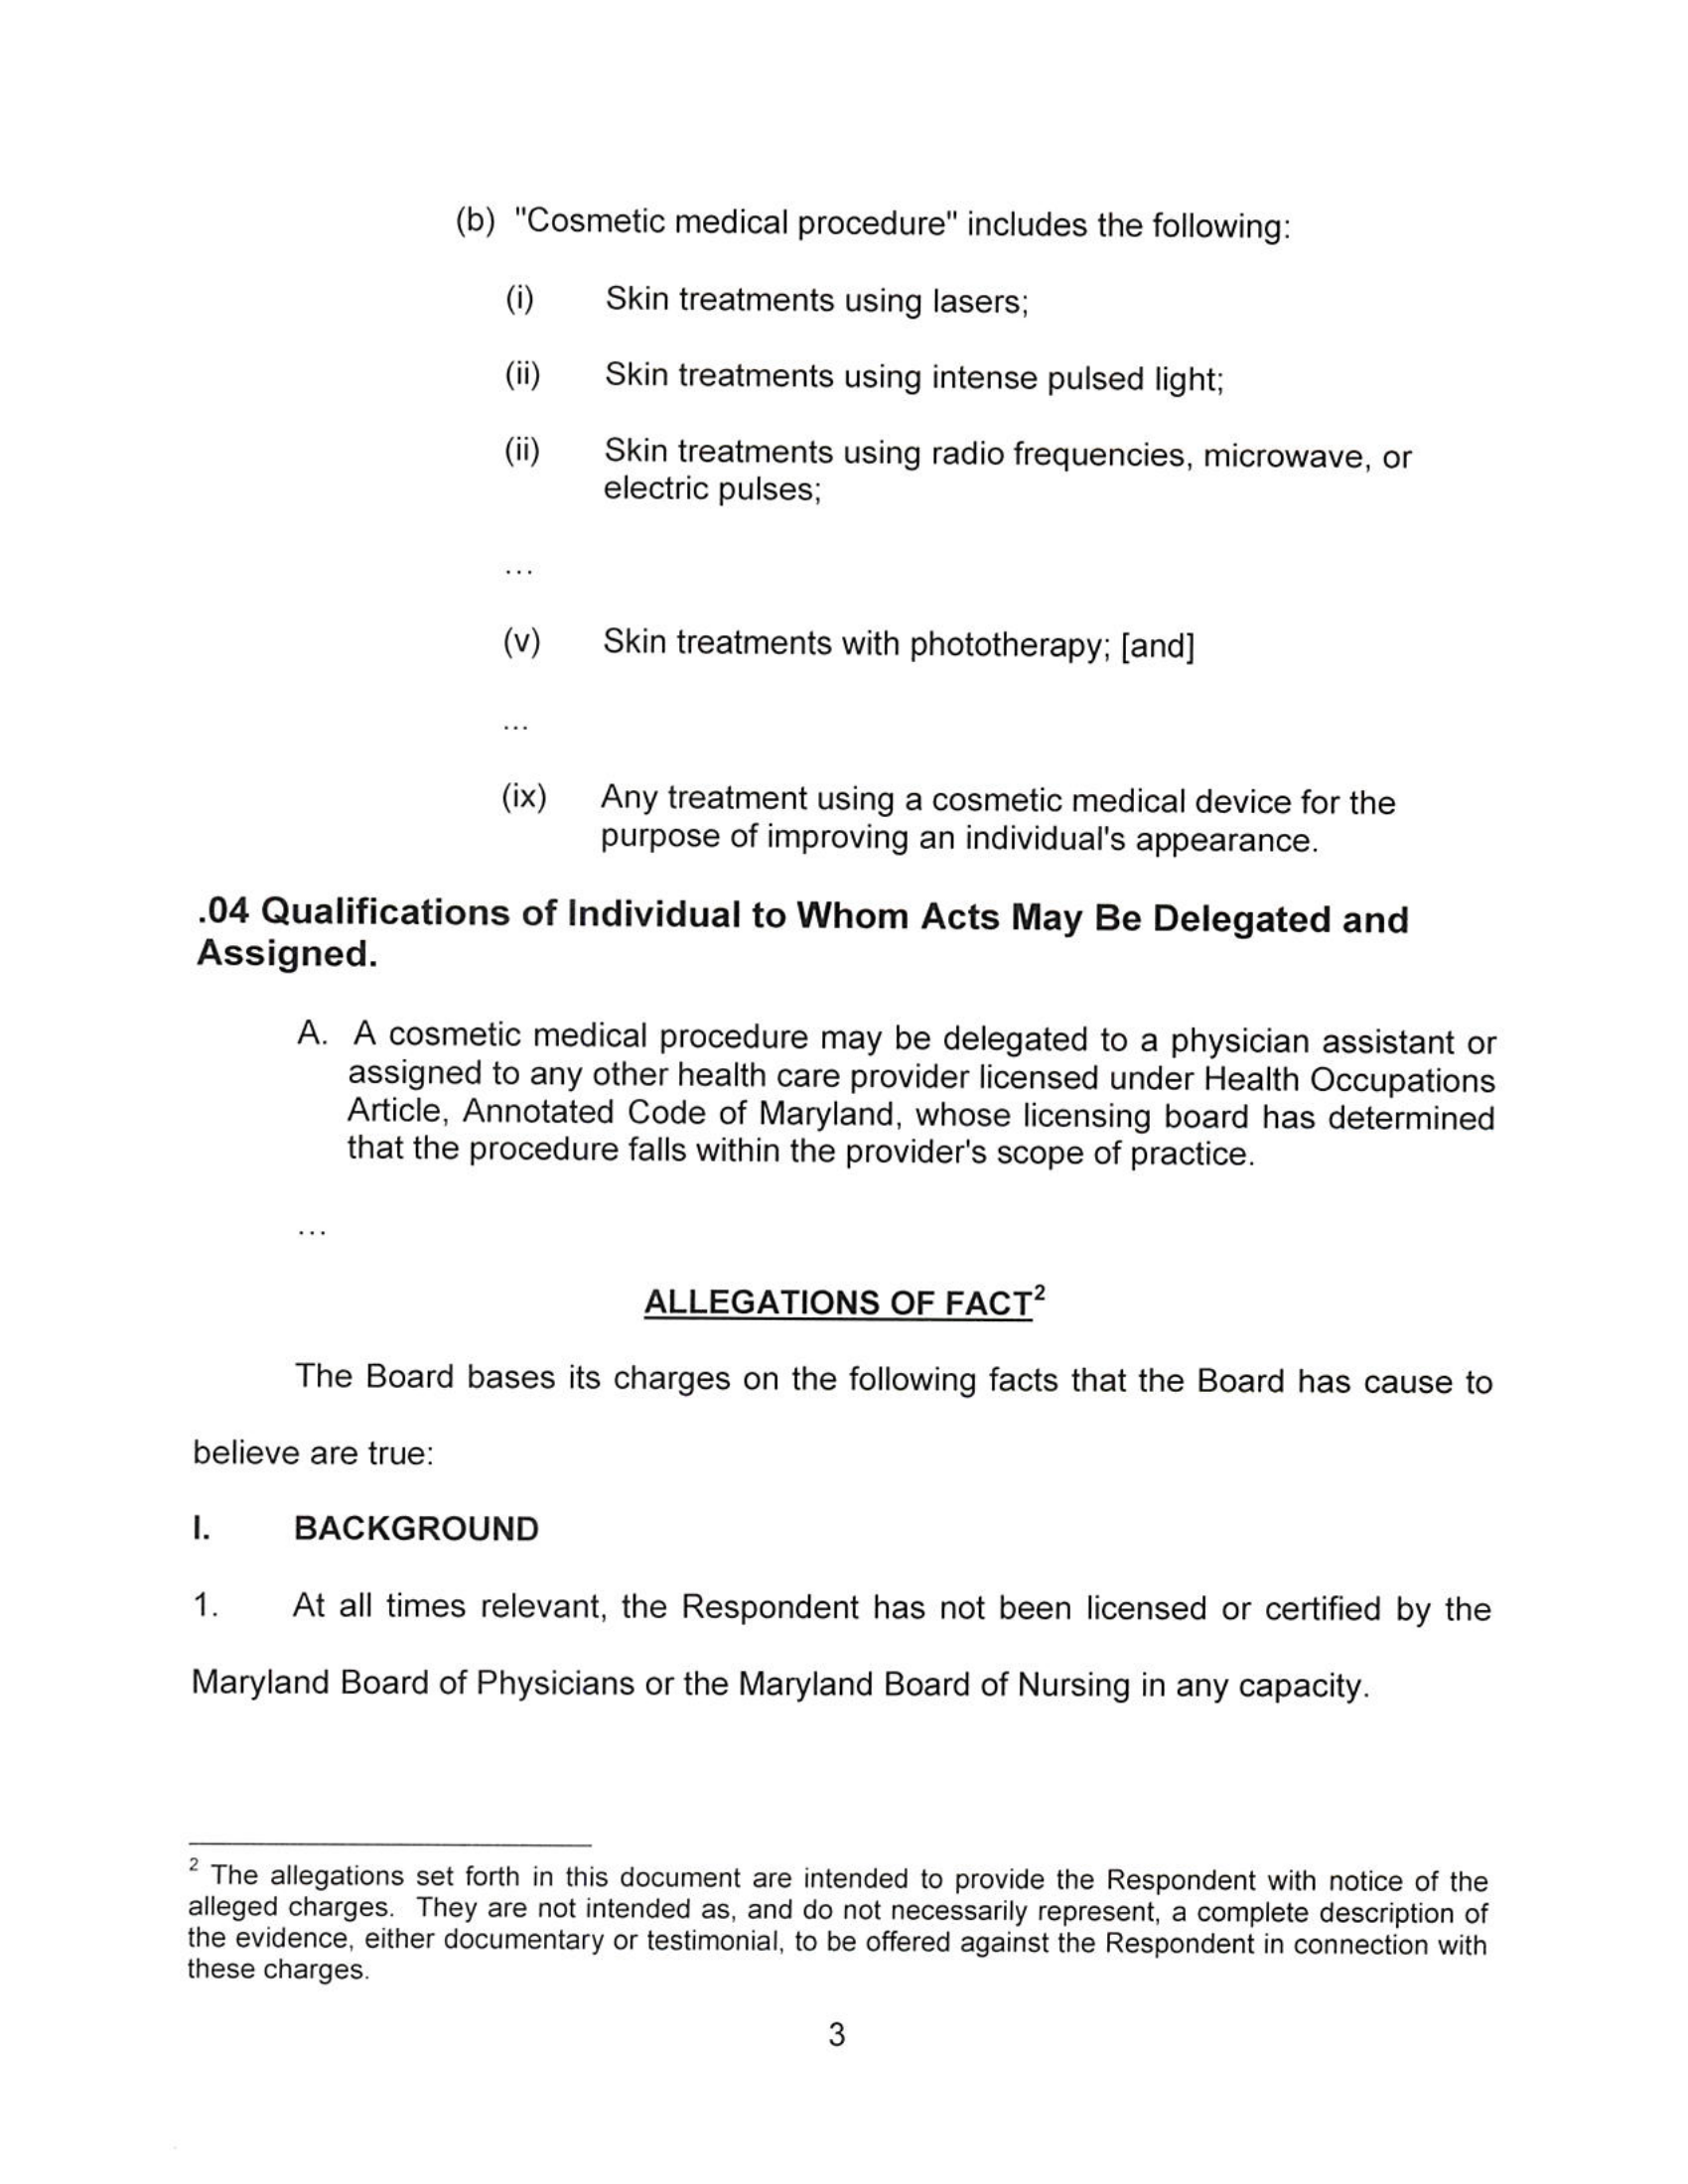 (b) "Cosmetic medical procedure" includes the following:
(i) Skin treatments using lasers;
(ii) Skin treatments using intense pulsed light;
(ii) Skin treatments using radio frequencies, microwave, or
electric pulses;
...
(v) Skin treatments with phototherapy; [and]
...
(ix) Any treatment using a cosmetic medical device for the
purpose of improving an individual's appearance.
.04 Qualifications of Individual to Whom Acts May Be Delegated and
Assigned.
A. A cosmetic medical procedure may be delegated to a physician assistant or
assigned to any other health care provider licensed under Health Occupations
Article, Annotated Code of Maryland, whose licensing board has determined
that the procedure falls within the provider's scope of practice.
...
ALLEGATIONS OF FACT²
The Board bases its charges on the following facts that the Board has cause to
believe are true:
I. BACKGROUND
1. At all times relevant, the Respondent has not been licensed or certified by the
Maryland Board of Physicians or the Maryland Board of Nursing in any capacity.
² The allegations set forth in this document are intended to provide the Respondent with notice of the
alleged charges. They are not intended as, and do not necessarily represent, a complete description of
the evidence, either documentary or testimonial, to be offered against the Respondent in connection with
these charges.
3